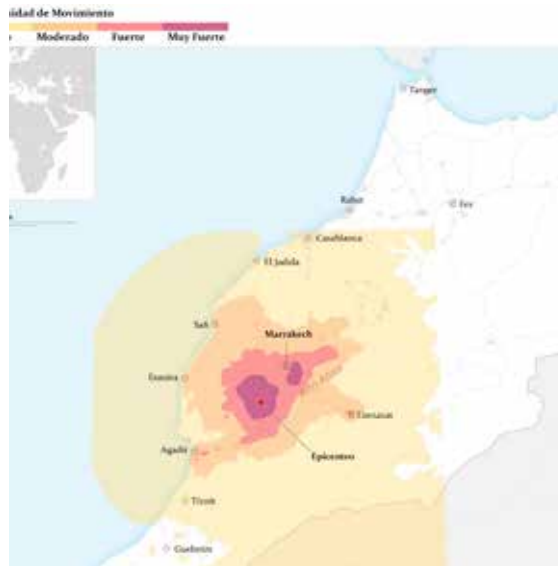 idad de Movimiento
o Moderado Fuerte Muy Fuerte
Tanger
Rabat
Fez
Casablanca
El Jadida
Safi
Marrakech
Esauira
Epicentro
Agadir
Tiznit
Guelmim